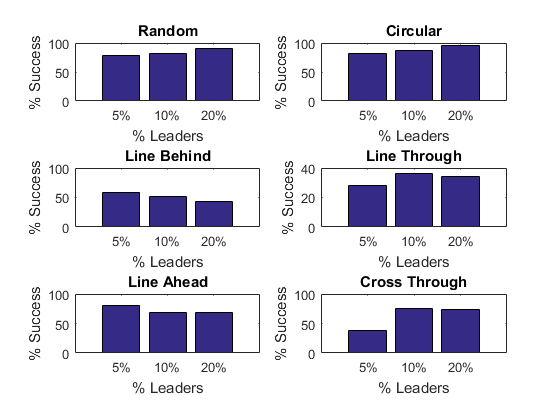 Random
% Success
100
50
0
5% 10% 20%
% Leaders
Circular
% Success
100
50
0
5% 10% 20%
% Leaders
Line Behind
% Success
100
50
0
5% 10% 20%
% Leaders
Line Through
% Success
40
20
0
5% 10% 20%
% Leaders
Line Ahead
% Success
100
50
0
5% 10% 20%
% Leaders
Cross Through
% Success
100
50
0
5% 10% 20%
% Leaders